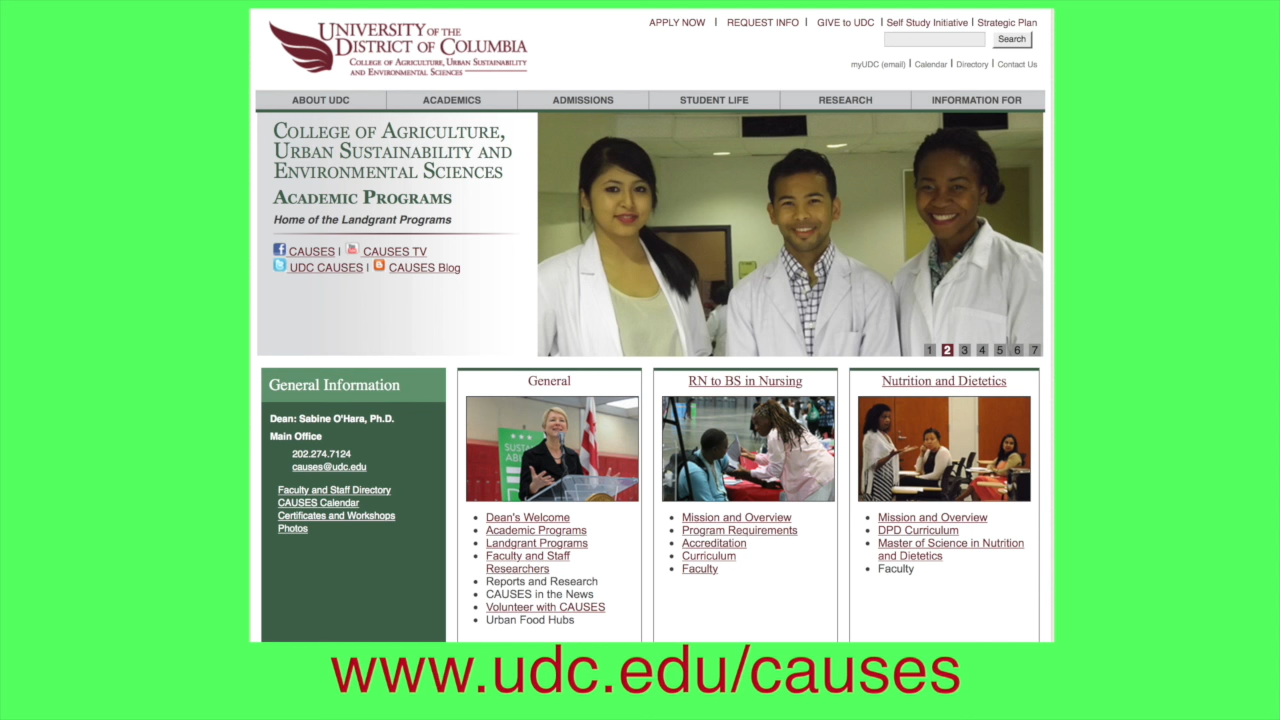 UNIVERSITY OF THE
DISTRICT OF COLUMBIA
COLLEGE OF AGRICULTURE, URBAN SUSTAINABILITY
AND ENVIRONMENTAL SCIENCES
APPLY NOW | REQUEST INFO | GIVE to UDC | Self Study Initiative | Strategic Plan
Search
myUDC (email) | Calendar | Directory | Contact Us
ABOUT UDC ACADEMICS ADMISSIONS STUDENT LIFE RESEARCH INFORMATION FOR
COLLEGE OF AGRICULTURE,
URBAN SUSTAINABILITY AND
ENVIRONMENTAL SCIENCES
ACADEMIC PROGRAMS
Home of the Landgrant Programs
CAUSES | CAUSES TV
UDC CAUSES | CAUSES Blog
1 2 3 4 5 6 7
General Information
Dean: Sabine O'Hara, Ph.D.
Main Office
202.274.7124
causes@udc.edu
Faculty and Staff Directory
CAUSES Calendar
Certificates and Workshops
Photos
General
Dean's Welcome
Academic Programs
Landgrant Programs
Faculty and Staff
Researchers
Reports and Research
CAUSES in the News
Volunteer with CAUSES
Urban Food Hubs
RN to BS in Nursing
Mission and Overview
Program Requirements
Accreditation
Curriculum
Faculty
Nutrition and Dietetics
Mission and Overview
DPD Curriculum
Master of Science in Nutrition
and Dietetics
Faculty
www.udc.edu/causes